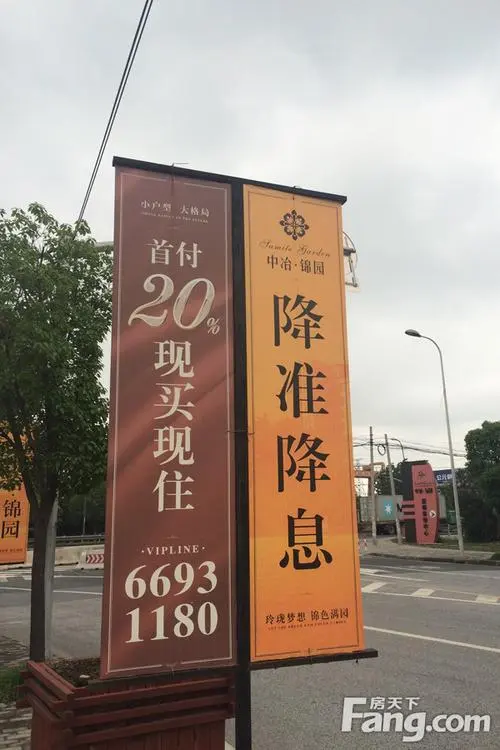 小户型 大格局
首付
20%
现买现住
·VIPLINE·
6693
1180
Sumite Garden
中冶·锦园
降准降息
玲珑梦想 锦色满园
锦园
房天下
Fang.com